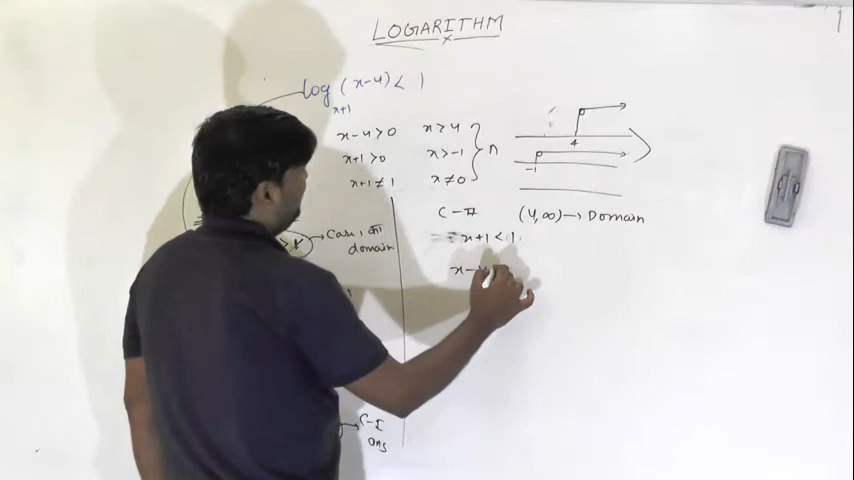 LOGARITHM
x
log (x-4) < 1
x+1
x-4>0 x>4
x+1>0 x>-1 } n
x+1≠1 x≠0
4
-1
C-II (4,∞)→Domain
x+1<1
→Case 1 का
domain
x-4
→C-I
ans